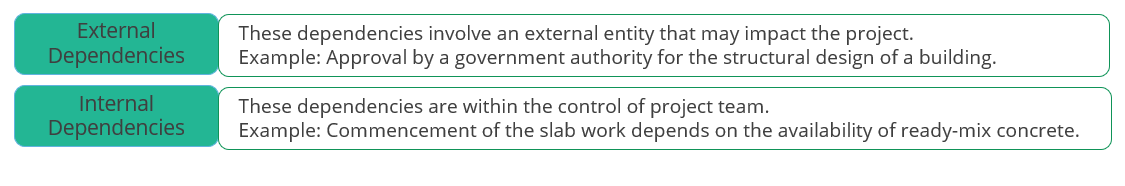 External
Dependencies
These dependencies involve an external entity that may impact the project.
Example: Approval by a government authority for the structural design of a building.
Internal
Dependencies
These dependencies are within the control of project team.
Example: Commencement of the slab work depends on the availability of ready-mix concrete.